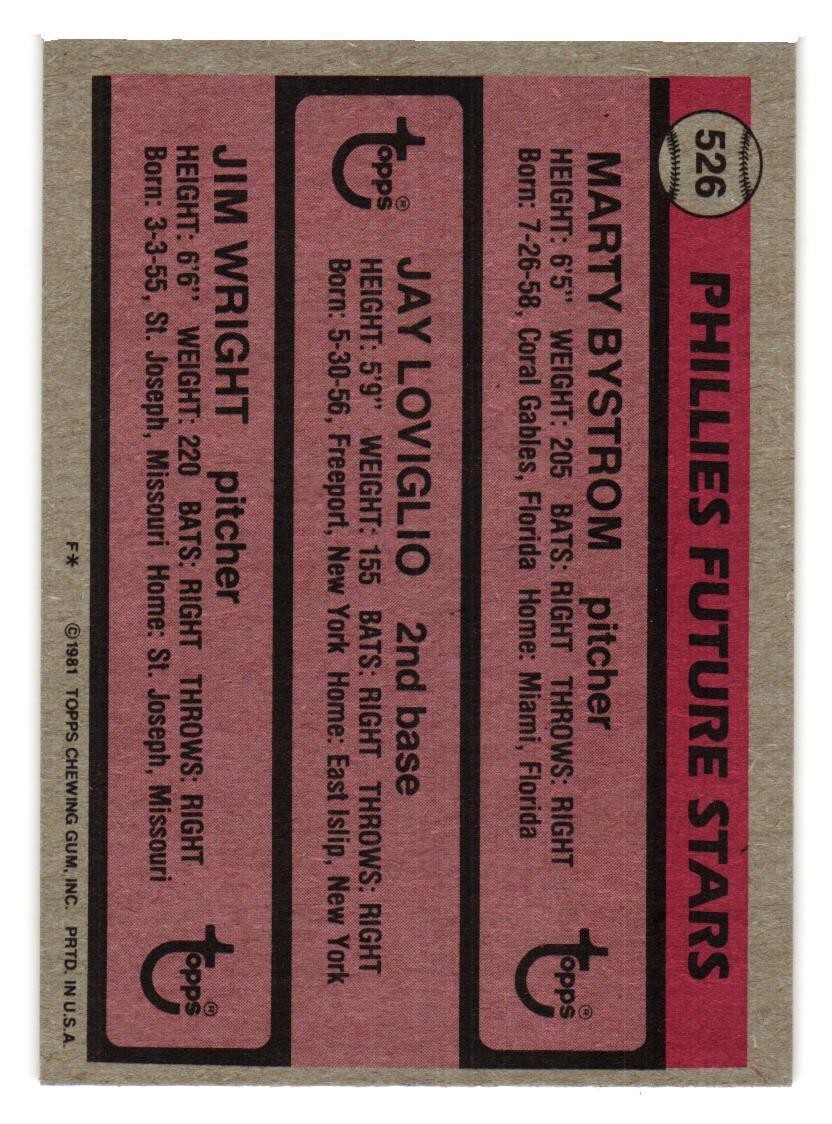 526
PHILLIES FUTURE STARS
MARTY BYSTROM pitcher
HEIGHT: 6'5" WEIGHT: 205 BATS: RIGHT THROWS: RIGHT
Born: 7-26-58, Coral Gables, Florida Home: Miami, Florida
topps®
topps®
JAY LOVIGLIO 2nd base
HEIGHT: 5'9" WEIGHT: 155 BATS: RIGHT THROWS: RIGHT
Born: 5-30-56, Freeport, New York Home: East Islip, New York
JIM WRIGHT pitcher
HEIGHT: 6'6" WEIGHT: 220 BATS: RIGHT THROWS: RIGHT
Born: 3-3-55, St. Joseph, Missouri Home: St. Joseph, Missouri
topps®
F* ©1981 TOPPS CHEWING GUM, INC. PRTD. IN U.S.A.